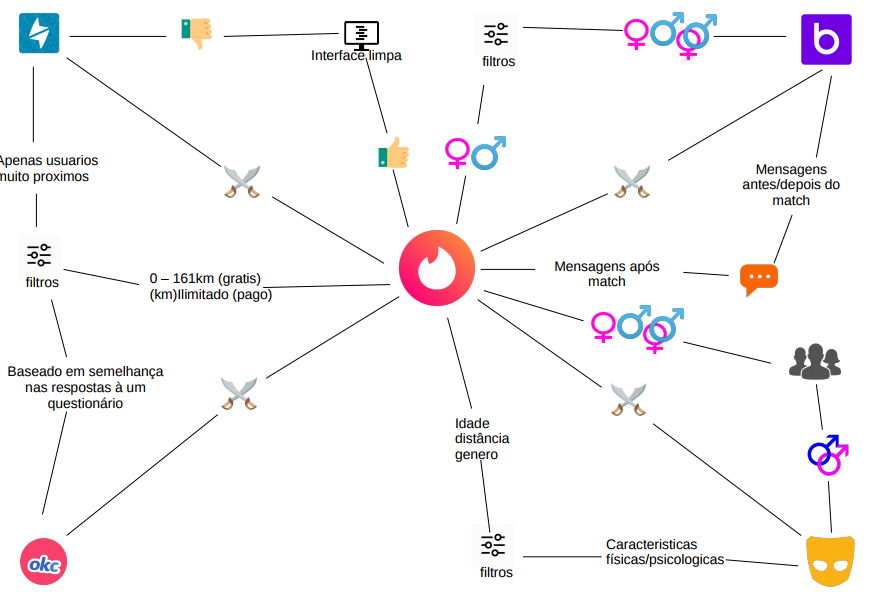 Interface limpa
filtros
b
Apenas usuarios
muito proximos
Mensagens
antes/depois do
match
filtros
0 – 161km (gratis)
(km)Ilimitado (pago)
Mensagens após
match
Baseado em semelhança
nas respostas à um
questionário
Idade
distância
genero
Caracteristicas
físicas/psicologicas
filtros
okc